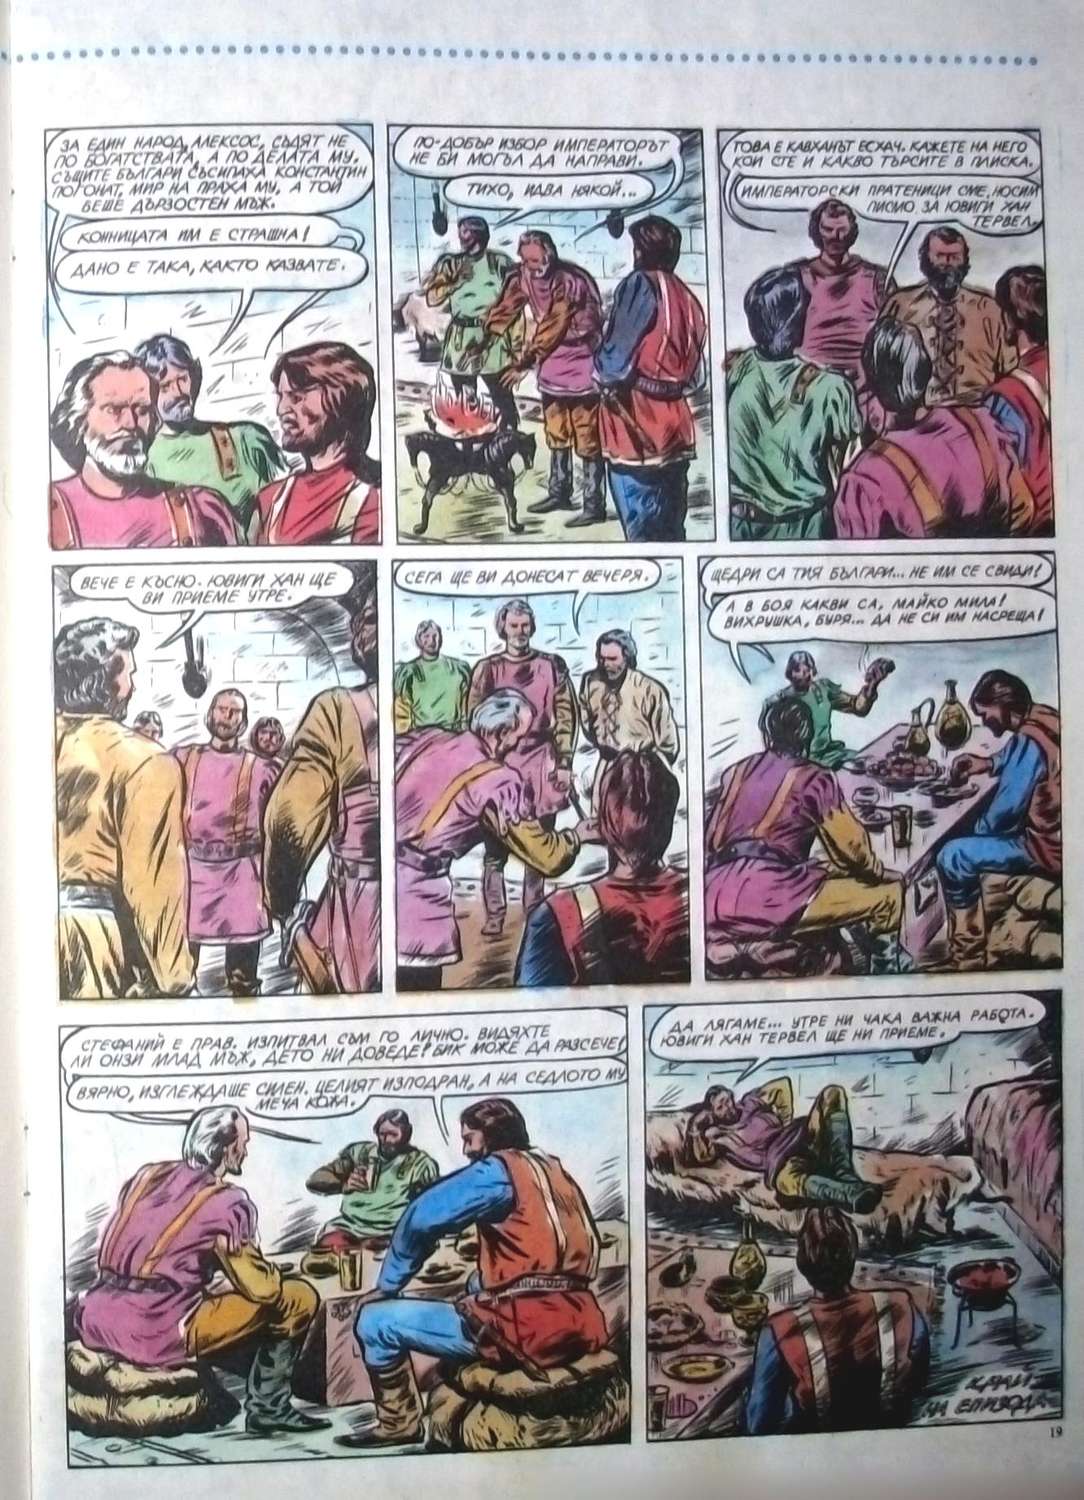 ЗА ЕДИН НАРОД, АЛЕКСОС, СЪДЯТ НЕ
ПО БОГАТСТВАТА, А ПО ДЕЛАТА МУ.
СЪЩИТЕ БЪЛГАРИ СЪСИПАХА КОНСТАНТИН
ПОГОНАТ, МИР НА ПРАХА МУ, А ТОЙ
БЕШЕ ДЪРЗОСТЕН МЪЖ.
КОННИЦАТА ИМ Е СТРАШНА!
ДАНО Е ТАКА, КАКТО КАЗВАТЕ.
ПО-ДОБЪР ИЗБОР ИМПЕРАТОРЪТ
НЕ БИ МОГЪЛ ДА НАПРАВИ.
ТИХО, ИДВА НЯКОЙ...
ТОВА Е КАВХАНЪТ ЕСХАЧ. КАЖЕТЕ НА НЕГО
КОИ СТЕ И КАКВО ТЪРСИТЕ В ПЛИСКА.
ИМПЕРАТОРСКИ ПРАТЕНИЦИ СМЕ, НОСИМ
ПИСМО ЗА ЮВИГИ ХАН
ТЕРВЕЛ.
ВЕЧЕ Е КЪСНО. ЮВИГИ ХАН ЩЕ
ВИ ПРИЕМЕ УТРЕ.
СЕГА ЩЕ ВИ ДОНЕСАТ ВЕЧЕРЯ.
ЩЕДРИ СА ТИЯ БЪЛГАРИ... НЕ ИМ СЕ СВИДИ!
А В БОЯ КАКВИ СА, МАЙКО МИЛА!
ВИХРУШКА, БУРЯ... ДА НЕ СИ ИМ НАСРЕЩА!
СТЕФАНИЙ Е ПРАВ. ИЗПИТВАЛ СЪМ ГО ЛИЧНО. ВИДЯХТЕ
ЛИ ОНЗИ МЛАД МЪЖ, ДЕТО НИ ДОВЕДЕ? БИК МОЖЕ ДА РАЗСЕЧЕ!
ВЯРНО, ИЗГЛЕЖДАШЕ СИЛЕН. ЦЕЛИЯТ ИЗПОДРАН, А НА СЕДЛОТО МУ
МЕЧА КОЖА.
ДА ЛЯГАМЕ... УТРЕ НИ ЧАКА ВАЖНА РАБОТА.
ЮВИГИ ХАН ТЕРВЕЛ ЩЕ НИ ПРИЕМЕ.
КРАЙ
НА ЕПИЗОДА
19